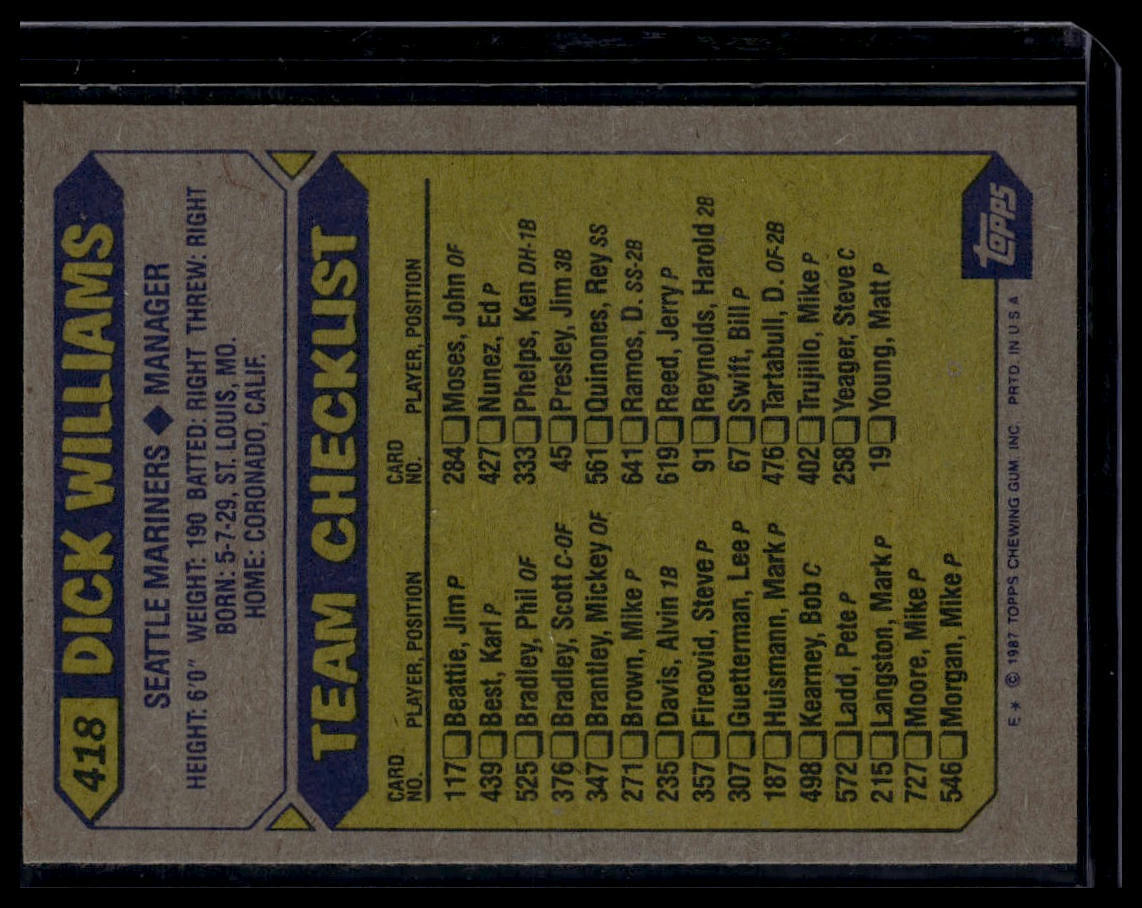 418 DICK WILLIAMS
SEATTLE MARINERS ◆ MANAGER
HEIGHT: 6'0" WEIGHT: 190 BATTED: RIGHT THREW: RIGHT
BORN: 5-7-29, ST. LOUIS, MO.
HOME: CORONADO, CALIF.
TEAM CHECKLIST
CARD NO. PLAYER, POSITION
117 Beattie, Jim P
439 Best, Karl P
525 Bradley, Phil OF
376 Bradley, Scott C-OF
347 Brantley, Mickey OF
271 Brown, Mike P
235 Davis, Alvin 1B
357 Fireovid, Steve P
307 Guetterman, Lee P
187 Huismann, Mark P
498 Kearney, Bob C
572 Ladd, Pete P
215 Langston, Mark P
727 Moore, Mike P
546 Morgan, Mike P
CARD NO. PLAYER, POSITION
284 Moses, John OF
427 Nunez, Ed P
333 Phelps, Ken DH-1B
45 Presley, Jim 3B
561 Quinones, Rey SS
641 Ramos, D. SS-2B
619 Reed, Jerry P
91 Reynolds, Harold 2B
67 Swift, Bill P
476 Tartabull, D. OF-2B
402 Trujillo, Mike P
258 Yeager, Steve C
19 Young, Matt P
E* © 1987 TOPPS CHEWING GUM. INC. PRTD. IN U S A
TOPPS